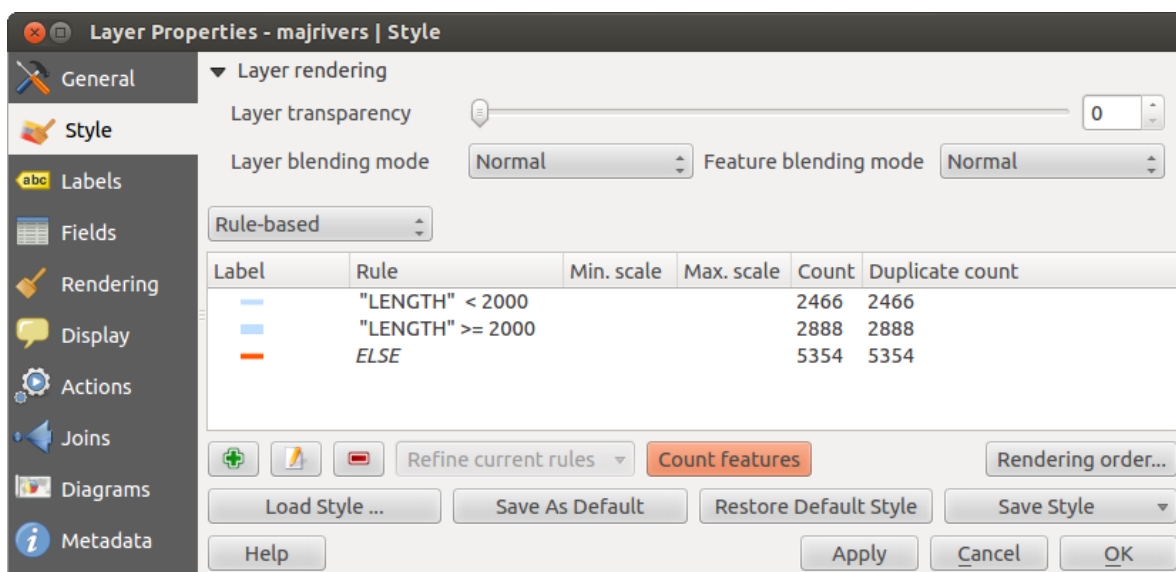 Layer Properties - majrivers | Style
General
Style
abc Labels
Fields
Rendering
Display
Actions
Joins
Diagrams
Metadata
Layer rendering
Layer transparency 0
Layer blending mode Normal Feature blending mode Normal
Rule-based
Label Rule Min. scale Max. scale Count Duplicate count
"LENGTH" < 2000 2466 2466
"LENGTH" >= 2000 2888 2888
ELSE 5354 5354
Refine current rules Count features Rendering order...
Load Style ... Save As Default Restore Default Style Save Style
Help Apply Cancel OK